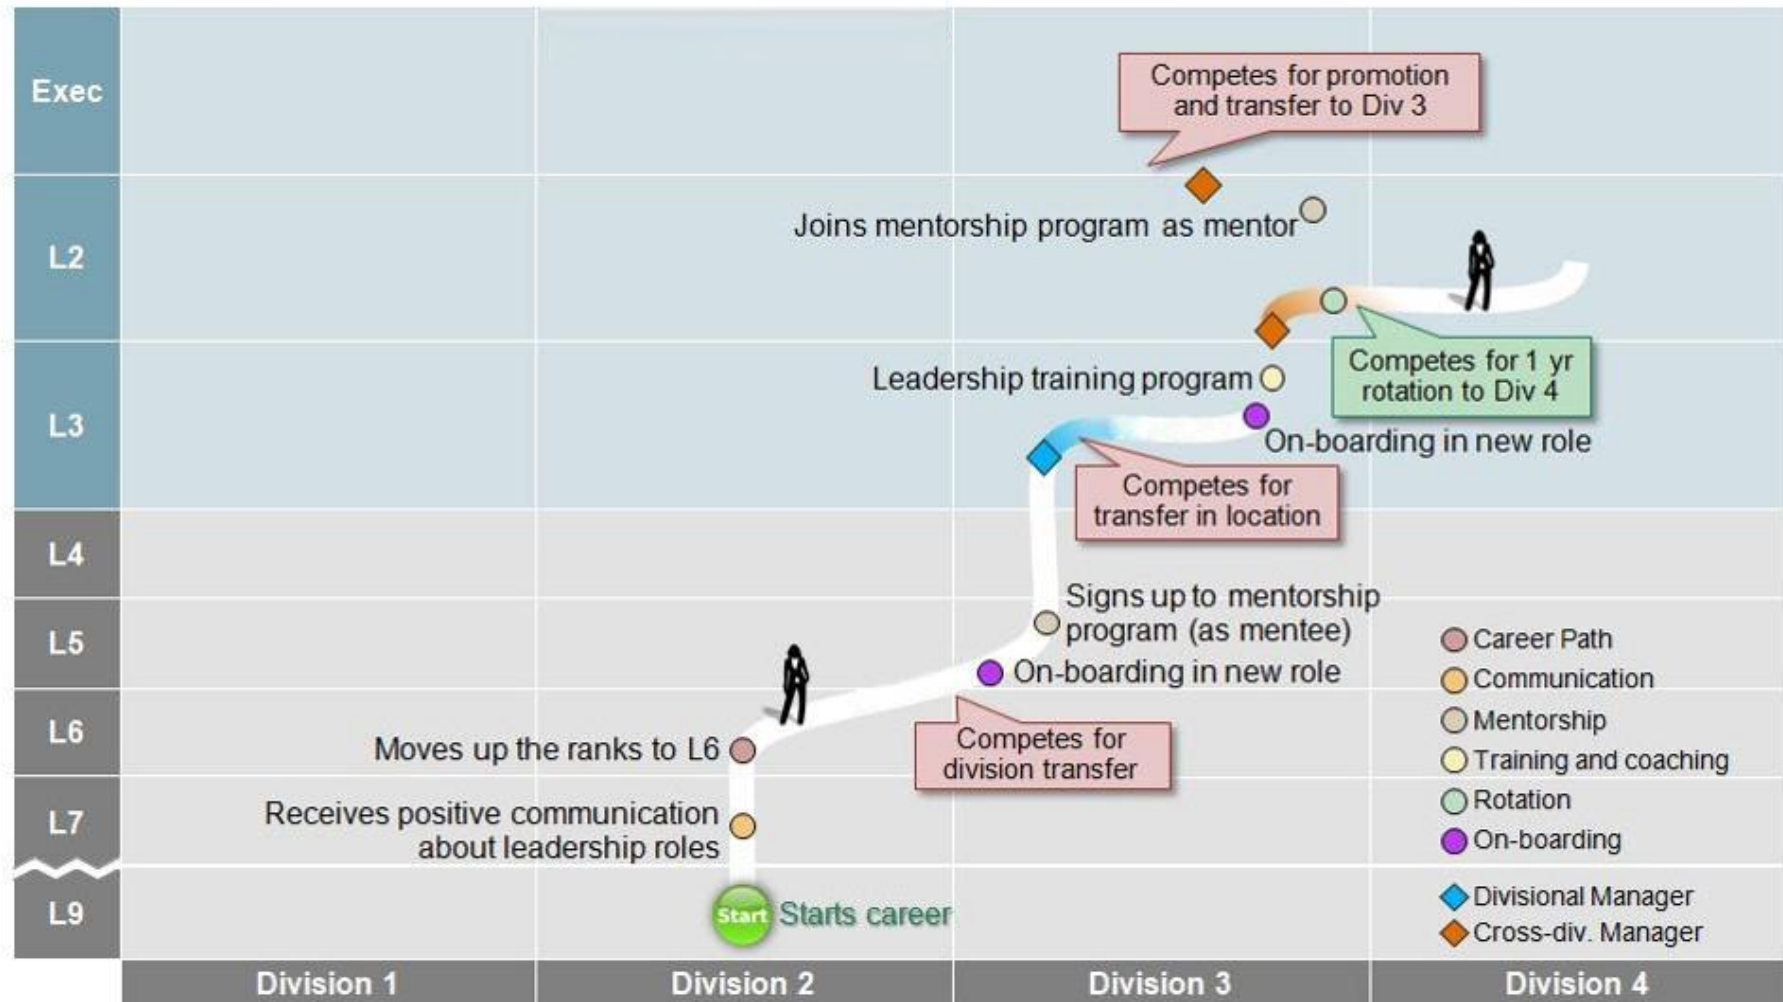 Exec
Competes for promotion
and transfer to Div 3
Joins mentorship program as mentor
L2
Competes for 1 yr
rotation to Div 4
Leadership training program
L3
On-boarding in new role
Competes for
transfer in location
L4
Signs up to mentorship
program (as mentee)
L5
On-boarding in new role
L6
Moves up the ranks to L6
Competes for
division transfer
L7
Receives positive communication
about leadership roles
L9
Start
Starts career
Career Path
Communication
Mentorship
Training and coaching
Rotation
On-boarding
Divisional Manager
Cross-div. Manager
Division 1
Division 2
Division 3
Division 4